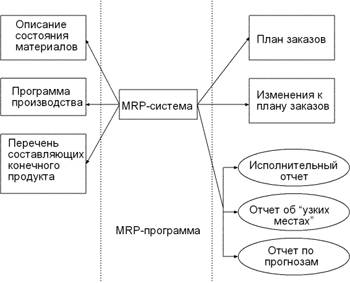 Описание
состояния
материалов
Программа
производства
Перечень
составляющих
конечного
продукта
MRP-система
MRP-программа
План заказов
Изменения к
плану заказов
Исполнительный
отчет
Отчет об “узких
местах”
Отчет по
прогнозам